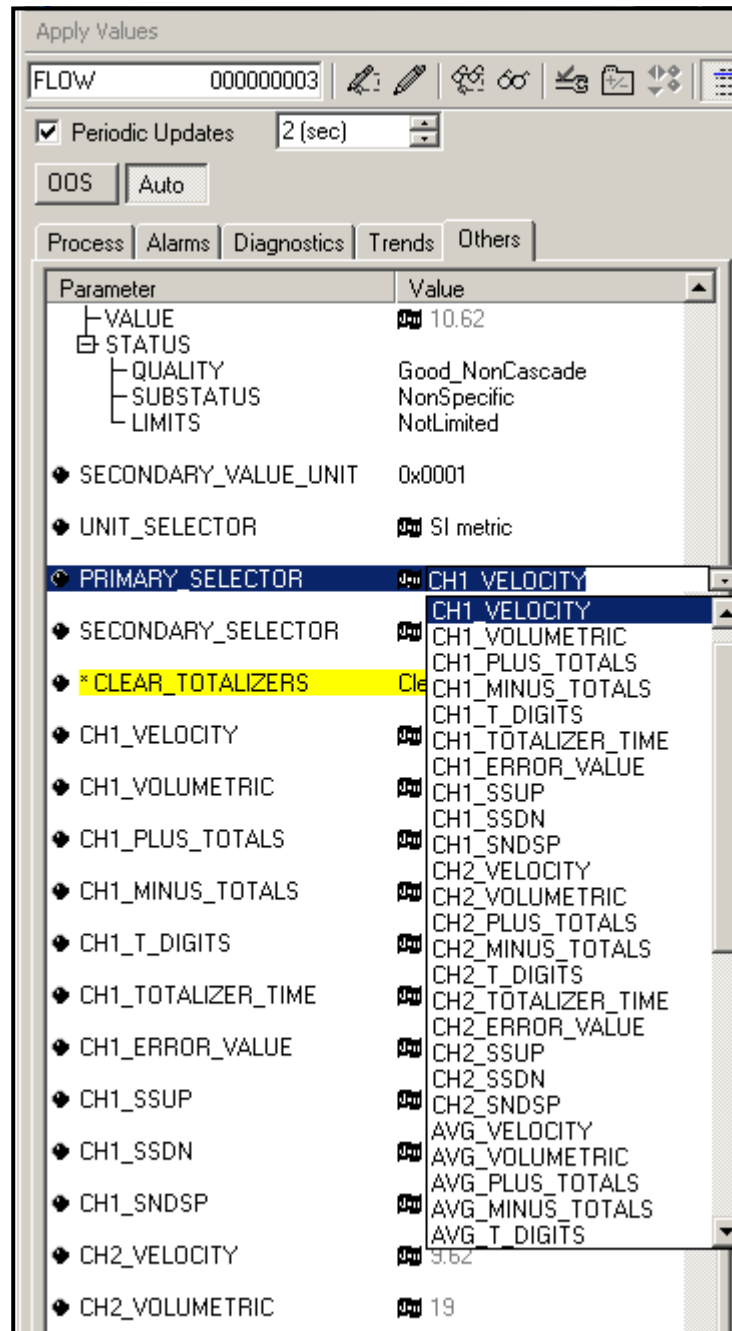 Apply Values
FLOW 000000003
Periodic Updates 2 (sec)
OOS Auto
Process Alarms Diagnostics Trends Others
Parameter Value
VALUE 10.62
STATUS
QUALITY Good_NonCascade
SUBSTATUS NonSpecific
LIMITS NotLimited
SECONDARY_VALUE_UNIT 0x0001
UNIT_SELECTOR SI metric
PRIMARY_SELECTOR CH1_VELOCITY
SECONDARY_SELECTOR
* CLEAR_TOTALIZERS Cle
CH1_VELOCITY
CH1_VOLUMETRIC
CH1_PLUS_TOTALS
CH1_MINUS_TOTALS
CH1_T_DIGITS
CH1_TOTALIZER_TIME
CH1_ERROR_VALUE
CH1_SSUP
CH1_SSDN
CH1_SNDSP
CH2_VELOCITY 9.62
CH2_VOLUMETRIC 19
CH1_VELOCITY
CH1_VOLUMETRIC
CH1_PLUS_TOTALS
CH1_MINUS_TOTALS
CH1_T_DIGITS
CH1_TOTALIZER_TIME
CH1_ERROR_VALUE
CH1_SSUP
CH1_SSDN
CH1_SNDSP
CH2_VELOCITY
CH2_VOLUMETRIC
CH2_PLUS_TOTALS
CH2_MINUS_TOTALS
CH2_T_DIGITS
CH2_TOTALIZER_TIME
CH2_ERROR_VALUE
CH2_SSUP
CH2_SSDN
CH2_SNDSP
AVG_VELOCITY
AVG_VOLUMETRIC
AVG_PLUS_TOTALS
AVG_MINUS_TOTALS
AVG_T_DIGITS